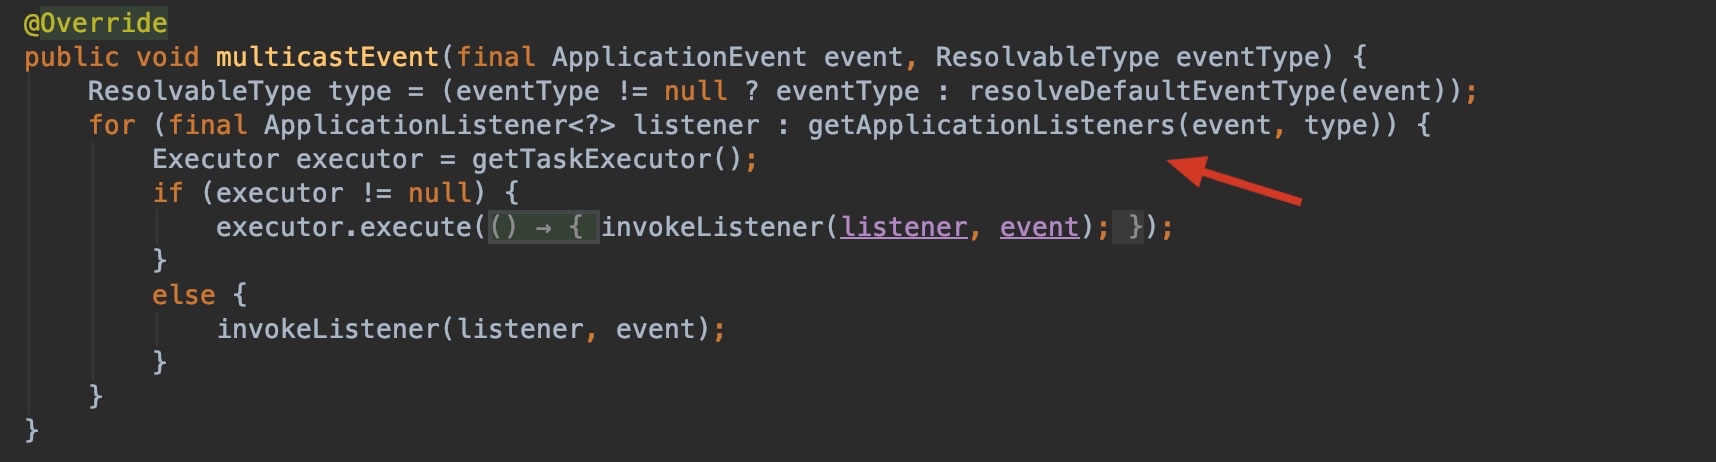 @Override
public void multicastEvent(final ApplicationEvent event, ResolvableType eventType) {
ResolvableType type = (eventType != null ? eventType : resolveDefaultEventType(event));
for (final ApplicationListener<?> listener : getApplicationListeners(event, type)) {
Executor executor = getTaskExecutor();
if (executor != null) {
executor.execute(() → { invokeListener(listener, event); });
}
else {
invokeListener(listener, event);
}
}
}